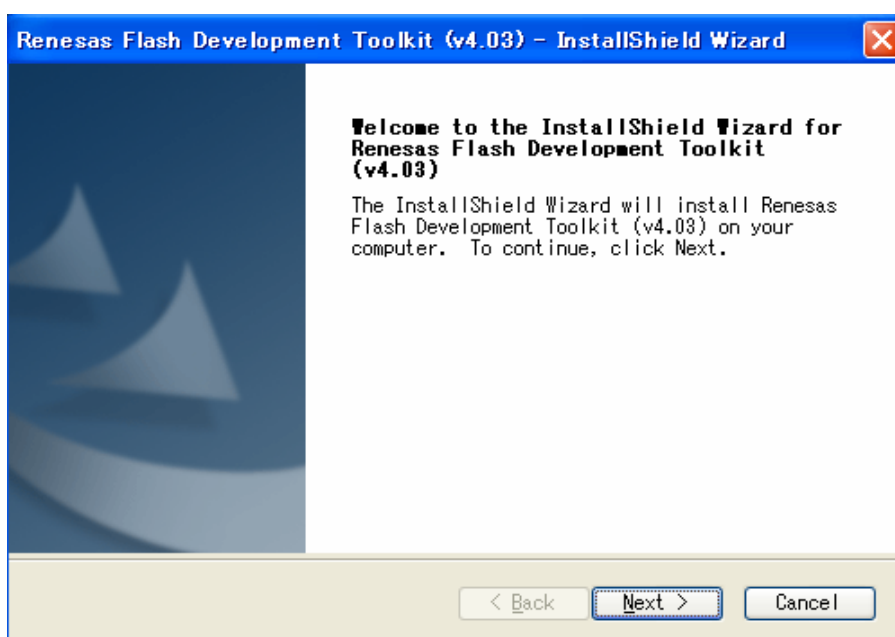 Renesas Flash Development Toolkit (v4.03) - InstallShield Wizard
Welcome to the InstallShield Wizard for
Renesas Flash Development Toolkit
(v4.03)
The InstallShield Wizard will install Renesas
Flash Development Toolkit (v4.03) on your
computer.  To continue, click Next.
< Back Next > Cancel